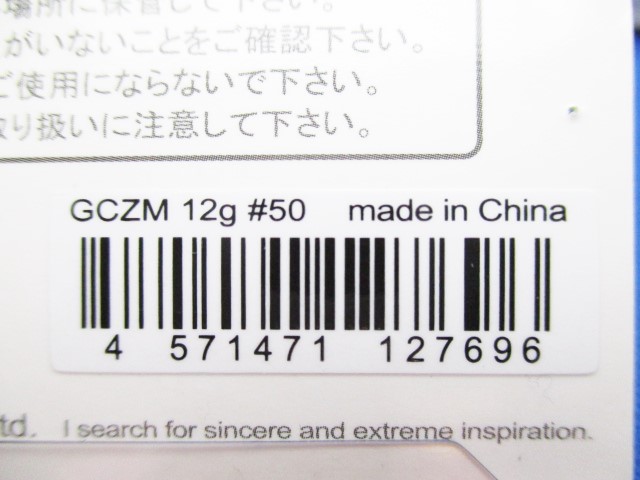 場所に保管して下さい。
がいないことをご確認下さい。
ご使用にならないで下さい。
取り扱いに注意して下さい。
GCZM 12g #50 made in China
4 571471 127696
td. I search for sincere and extreme inspiration.